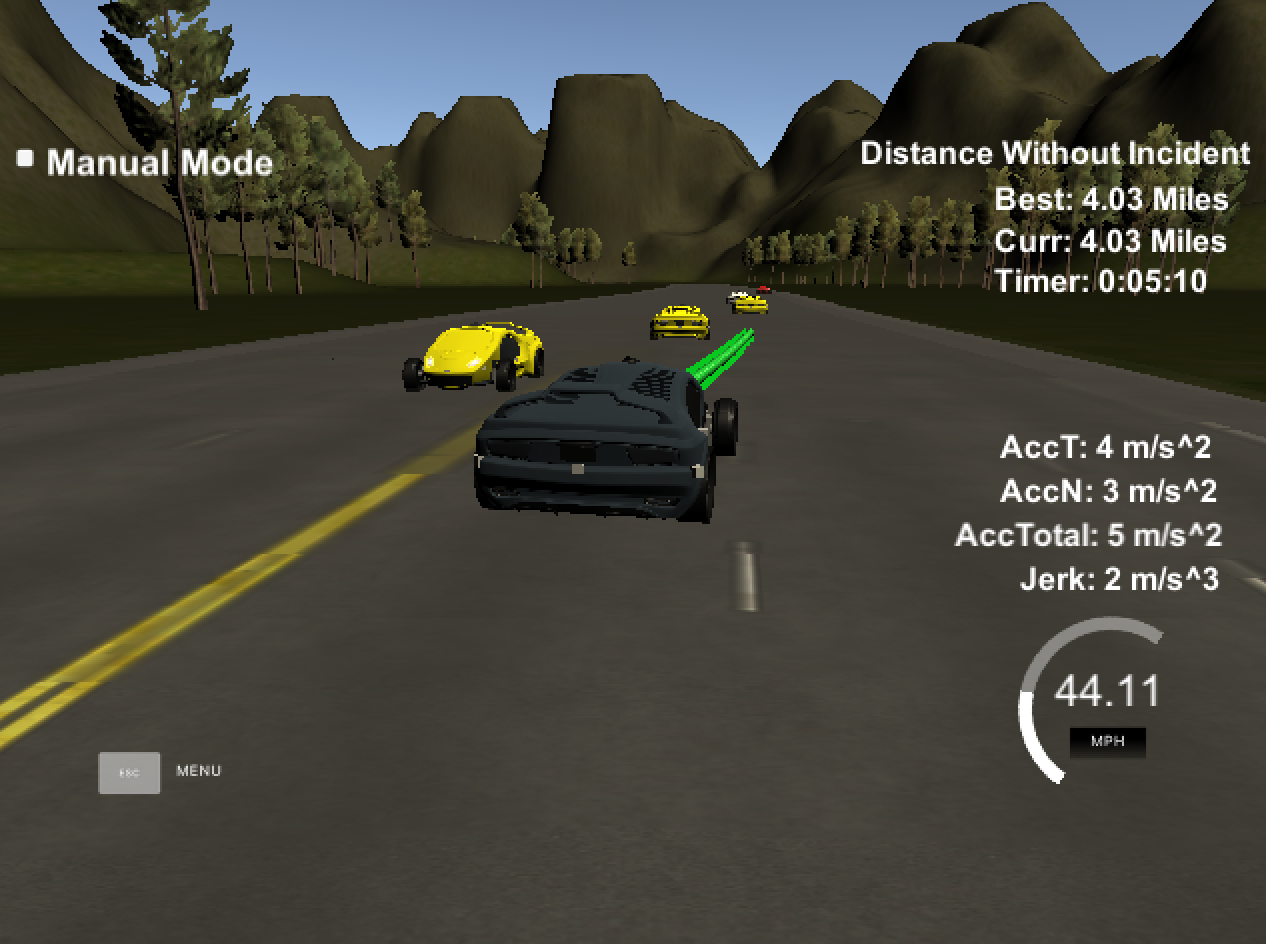 Manual Mode
Distance Without Incident
Best: 4.03 Miles
Curr: 4.03 Miles
Timer: 0:05:10
AccT: 4 m/s^2
AccN: 3 m/s^2
AccTotal: 5 m/s^2
Jerk: 2 m/s^3
44.11
MPH
ESC MENU